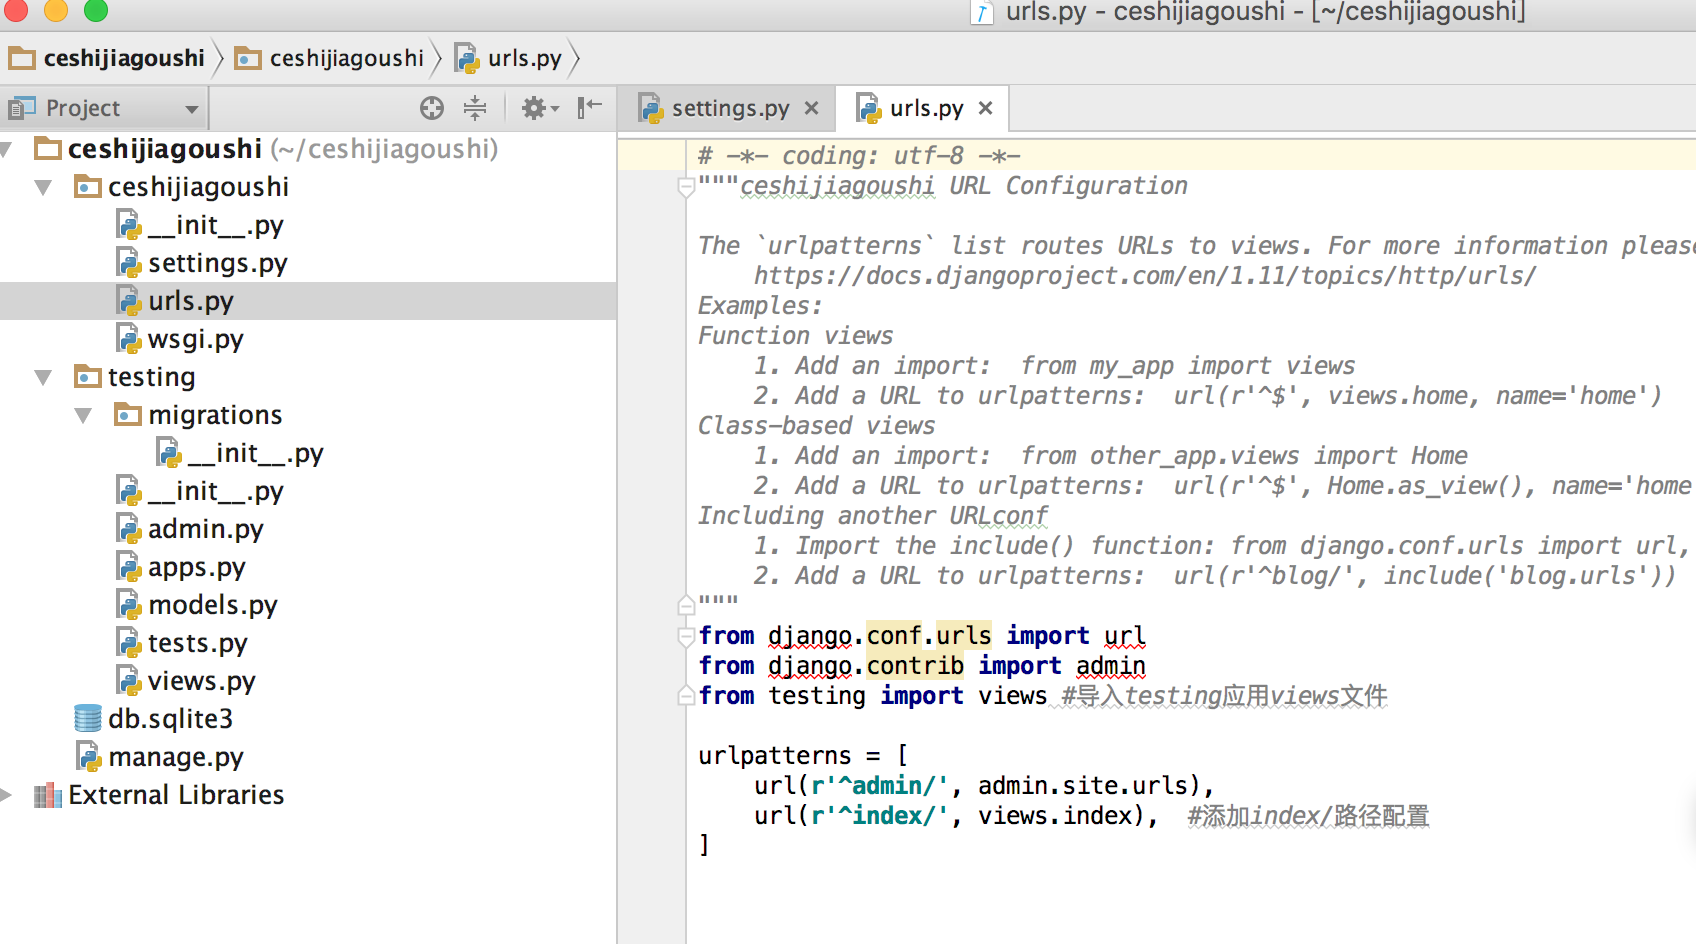 urls.py - ceshijiagoushi - [~/ceshijiagoushi]
ceshijiagoushi ceshijiagoushi urls.py
Project
settings.py urls.py
ceshijiagoushi (~/ceshijiagoushi)
ceshijiagoushi
__init__.py
settings.py
urls.py
wsgi.py
testing
migrations
__init__.py
__init__.py
admin.py
apps.py
models.py
tests.py
views.py
db.sqlite3
manage.py
External Libraries
# -*- coding: utf-8 -*-
"""ceshijiagoushi URL Configuration
The `urlpatterns` list routes URLs to views. For more information pleas
https://docs.djangoproject.com/en/1.11/topics/http/urls/
Examples:
Function views
1. Add an import:  from my_app import views
2. Add a URL to urlpatterns:  url(r'^$', views.home, name='home')
Class-based views
1. Add an import:  from other_app.views import Home
2. Add a URL to urlpatterns:  url(r'^$', Home.as_view(), name='home
Including another URLconf
1. Import the include() function: from django.conf.urls import url,
2. Add a URL to urlpatterns:  url(r'^blog/', include('blog.urls'))
"""
from django.conf.urls import url
from django.contrib import admin
from testing import views #导入testing应用views文件
urlpatterns = [
url(r'^admin/', admin.site.urls),
url(r'^index/', views.index),  #添加index/路径配置
]